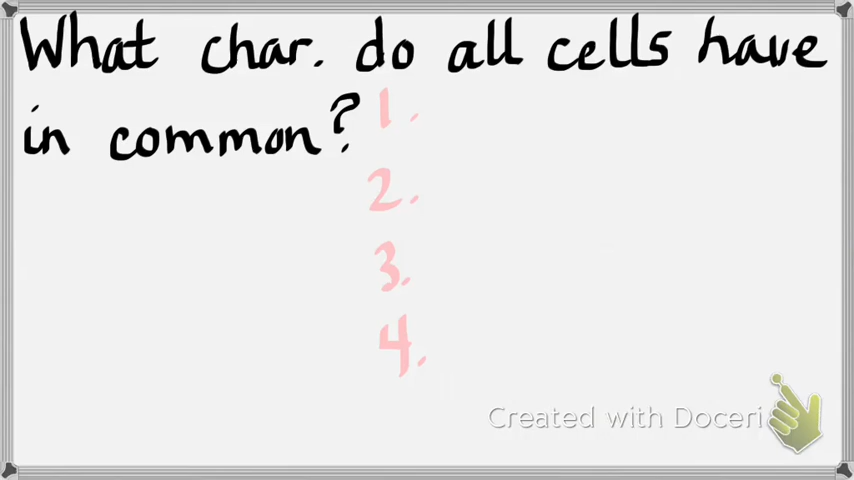 What char. do all cells have
in common?
1.
2.
3.
4.
Created with Doceri